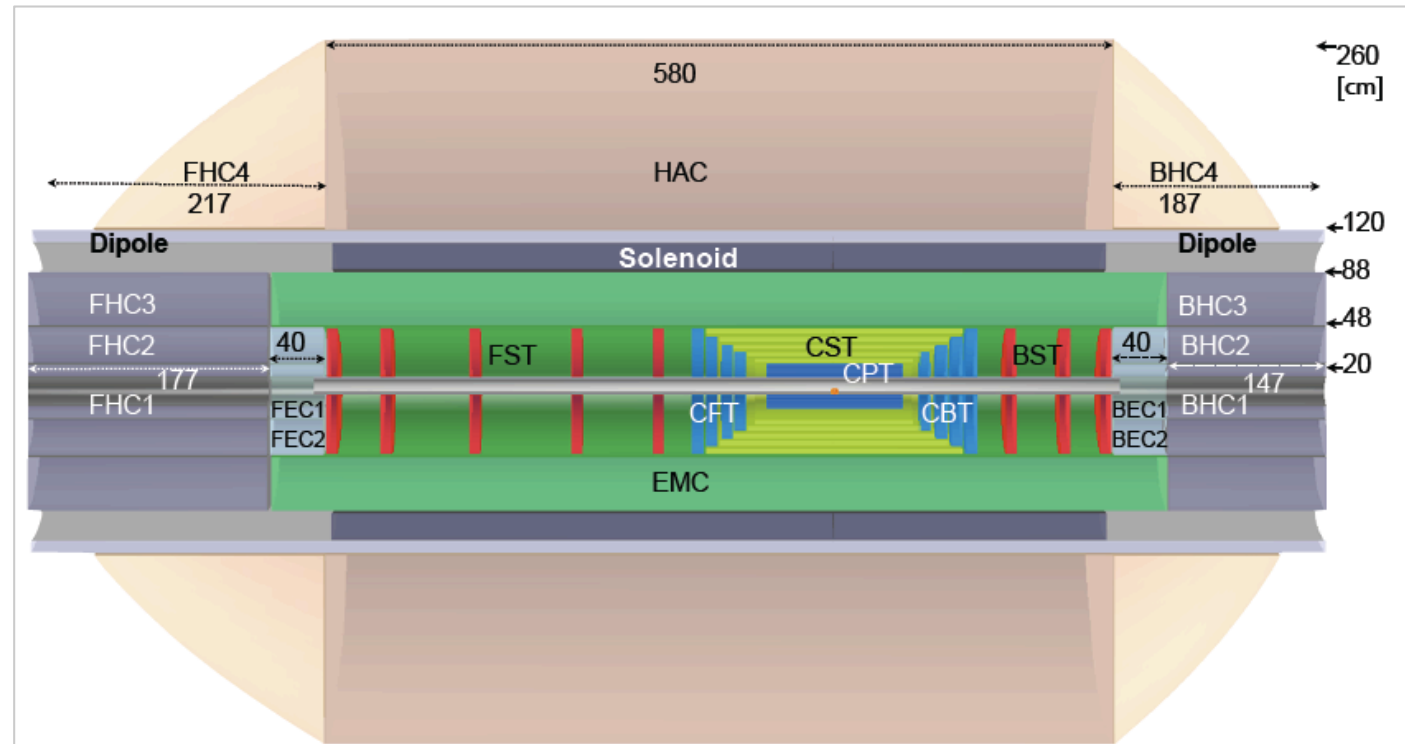 580
260
[cm]
FHC4
217
HAC
BHC4
187
120
Dipole
Solenoid
Dipole
88
FHC3
BHC3
48
FHC2
40
FST
CST
BST
40
BHC2
20
177
CPT
147
FHC1
FEC1
CFT
CBT
BEC1
BHC1
FEC2
BEC2
EMC